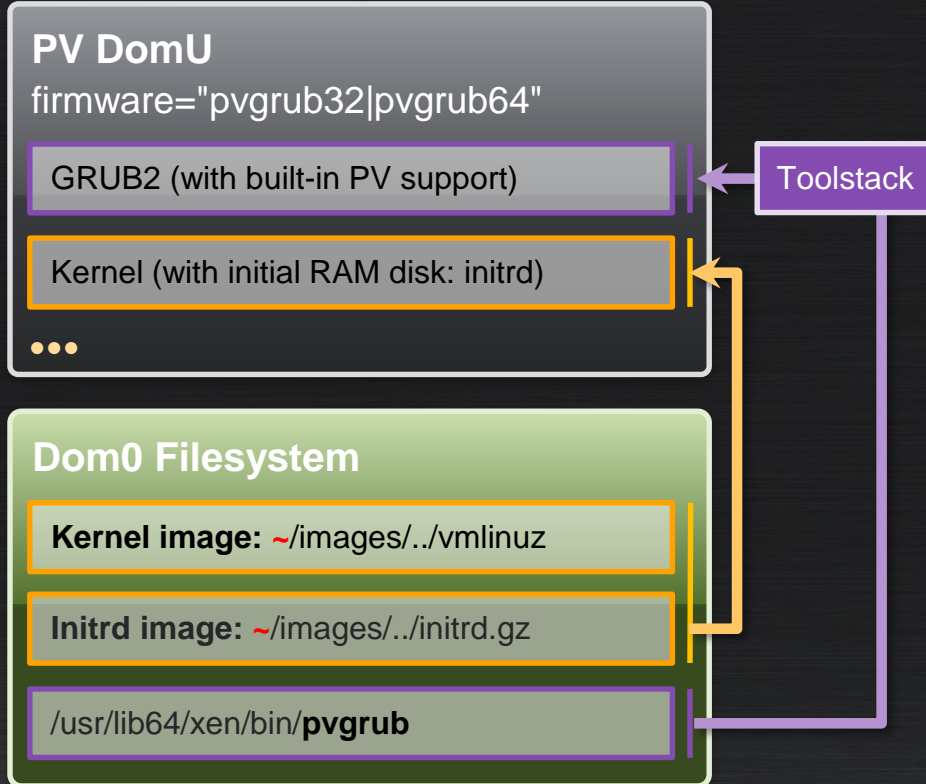 PV DomU
firmware="pvgrub32|pvgrub64"
GRUB2 (with built-in PV support)
Toolstack
Kernel (with initial RAM disk: initrd)
...
Dom0 Filesystem
Kernel image: ~/images/../vmlinuz
Initrd image: ~/images/../initrd.gz
/usr/lib64/xen/bin/pvgrub